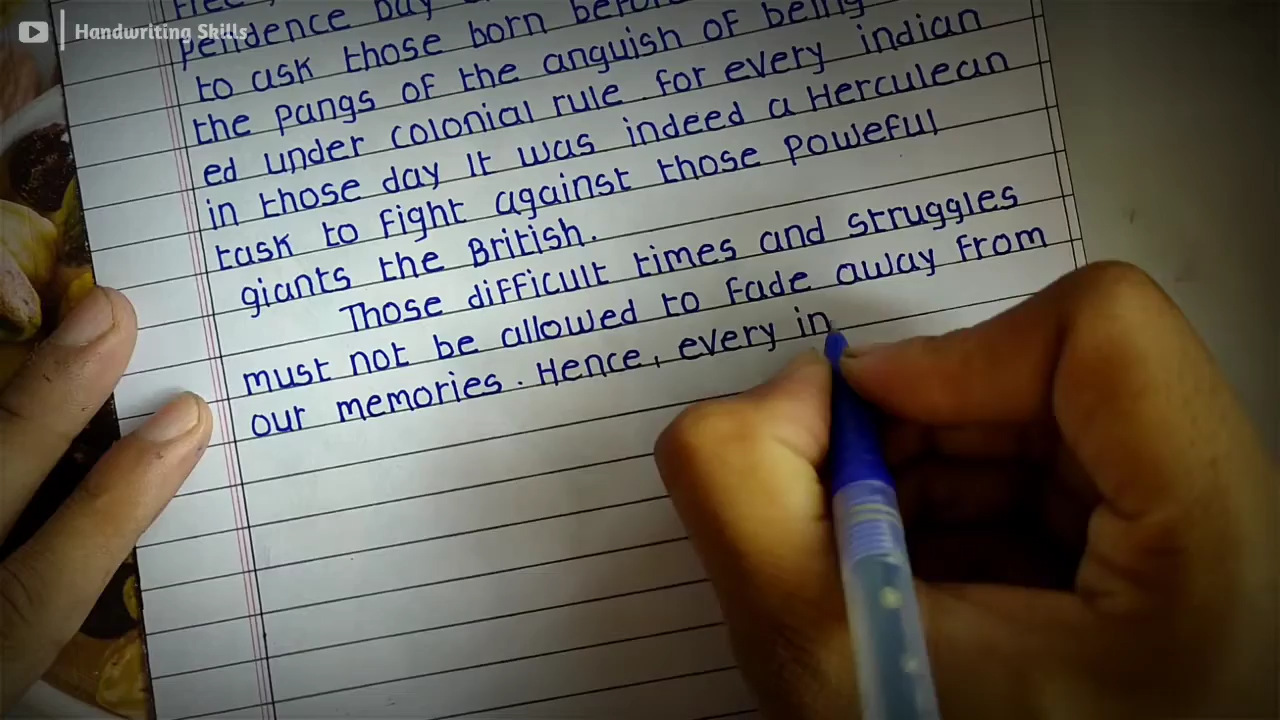 Handwriting Skills
pendence Day
to ask those born before
the pangs of the anguish of being
ed under colonial rule. For every indian
in those day It was indeed a Herculean
task to fight against those poweful
giants the British.
Those difficult times and struggles
must not be allowed to fade away from
our memories. Hence, every in